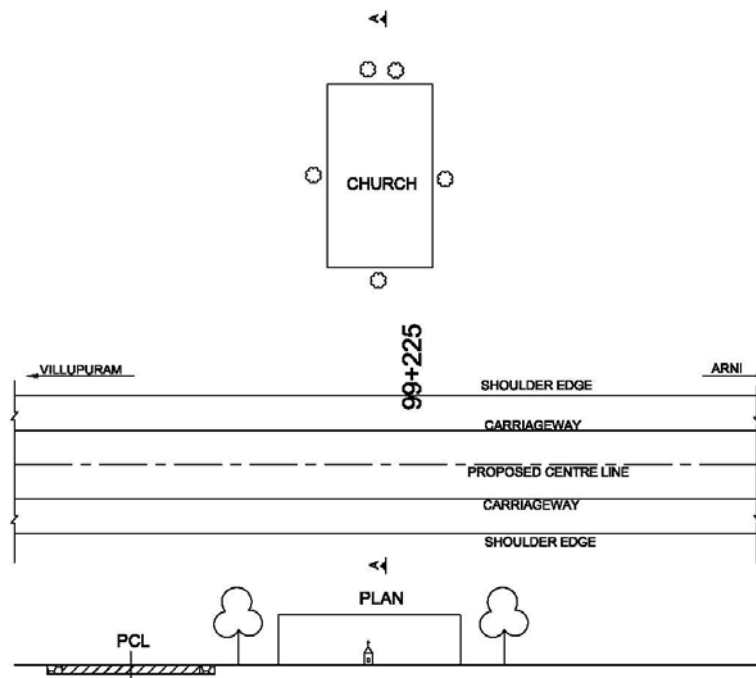 A
CHURCH
99+225
VILLUPURAM
ARNI
SHOULDER EDGE
CARRIAGEWAY
PROPOSED CENTRE LINE
CARRIAGEWAY
SHOULDER EDGE
A
PLAN
PCL